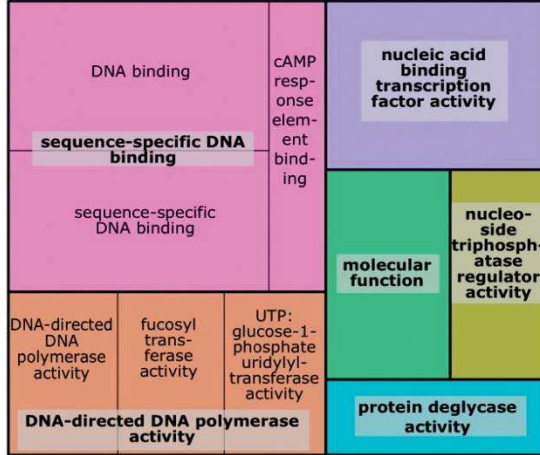 DNA binding
sequence-specific DNA
binding
sequence-specific
DNA binding
cAMP
resp-
onse
elem-
ent
bind-
ing
nucleic acid
binding
transcription
factor activity
molecular
function
nucleo-
side
triphosph-
atase
regulator
activity
DNA-directed
DNA
polymerase
activity
fucosyl
trans-
ferase
activity
UTP:
glucose-1-
phosphate
uridylyl-
transferase
activity
DNA-directed DNA polymerase
activity
protein deglycase
activity